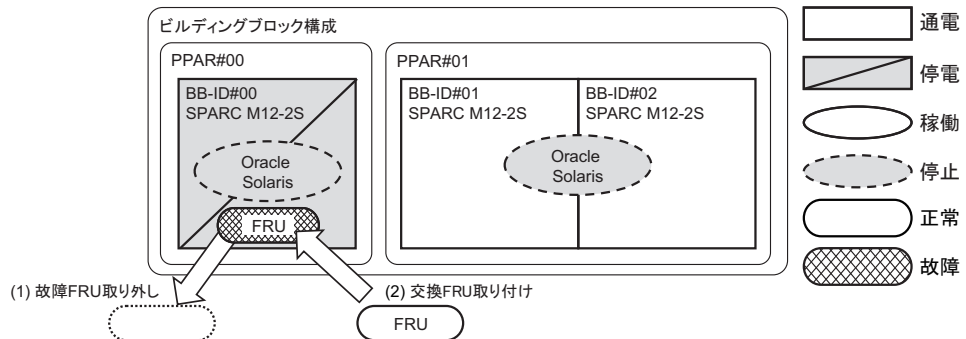 ビルディングブロック構成
PPAR#00
BB-ID#00
SPARC M12-2S
Oracle
Solaris
FRU
PPAR#01
BB-ID#01
SPARC M12-2S
BB-ID#02
SPARC M12-2S
Oracle
Solaris
(1) 故障FRU取り外し
(2) 交換FRU取り付け
FRU
通電
停電
稼働
停止
正常
故障